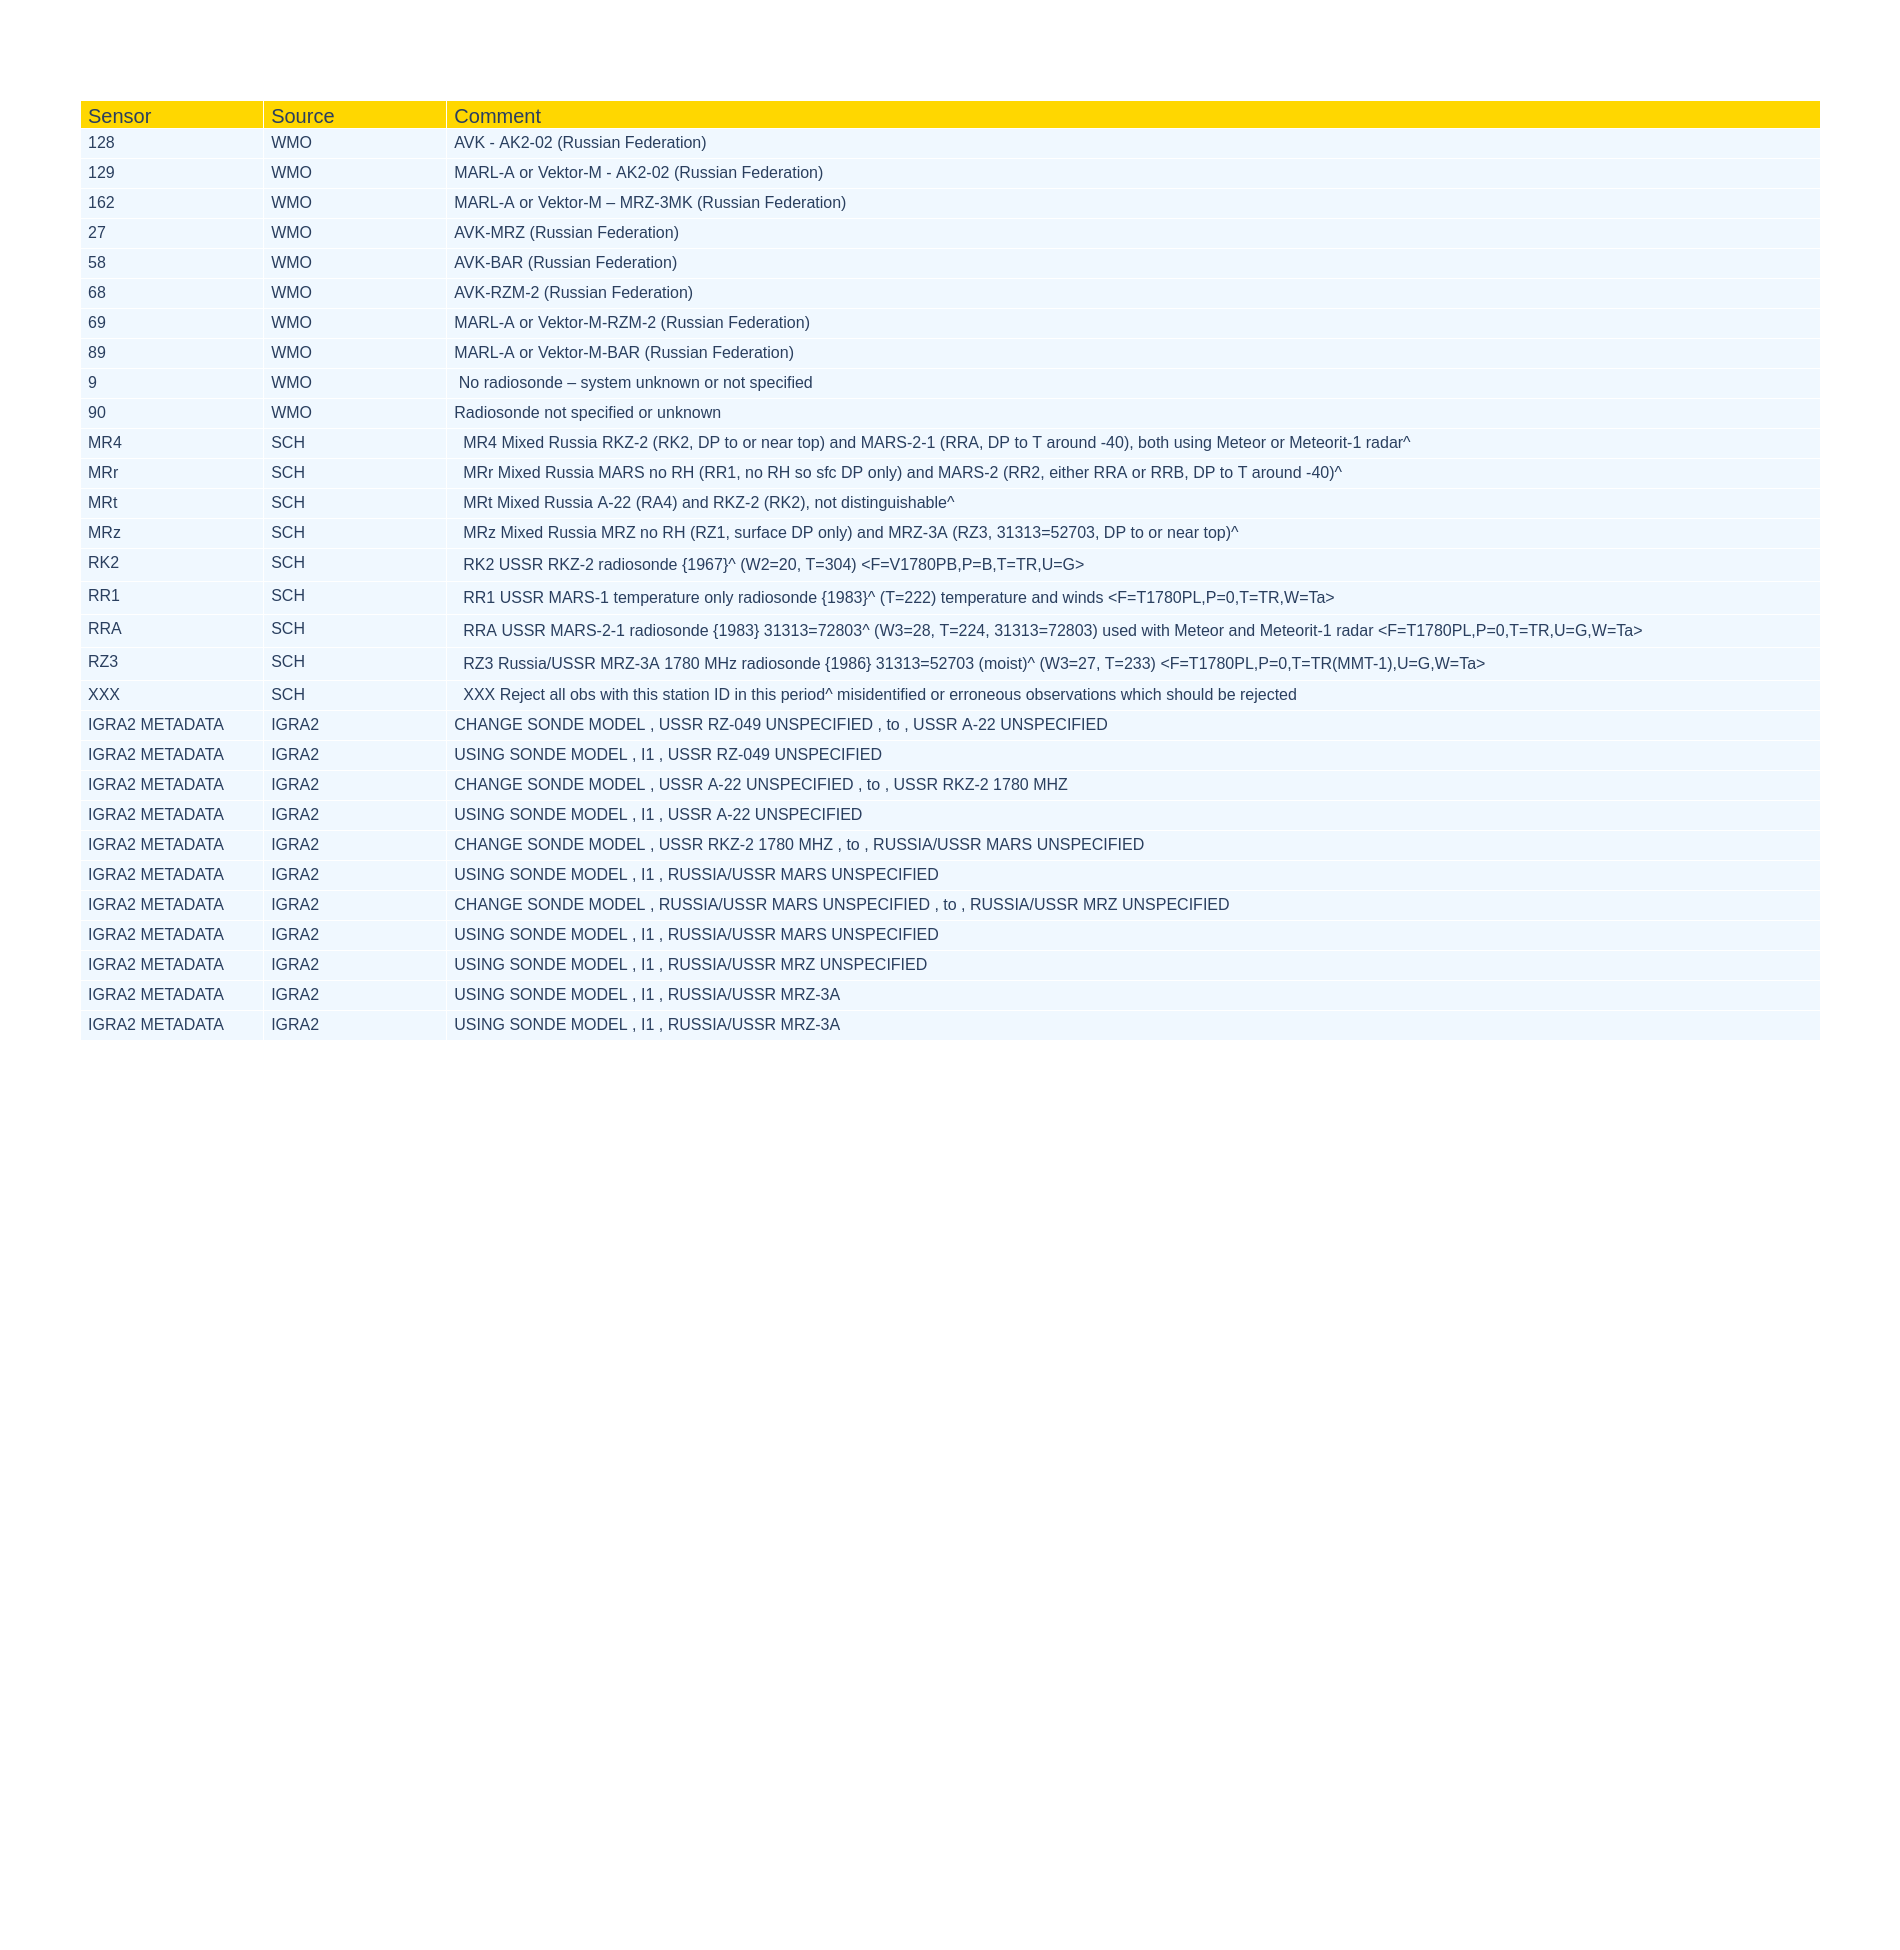 Sensor Source Comment
128 WMO AVK - AK2-02 (Russian Federation)
129 WMO MARL-A or Vektor-M - AK2-02 (Russian Federation)
162 WMO MARL-A or Vektor-M – MRZ-3MK (Russian Federation)
27 WMO AVK-MRZ (Russian Federation)
58 WMO AVK-BAR (Russian Federation)
68 WMO AVK-RZM-2 (Russian Federation)
69 WMO MARL-A or Vektor-M-RZM-2 (Russian Federation)
89 WMO MARL-A or Vektor-M-BAR (Russian Federation)
9 WMO No radiosonde – system unknown or not specified
90 WMO Radiosonde not specified or unknown
MR4 SCH MR4 Mixed Russia RKZ-2 (RK2, DP to or near top) and MARS-2-1 (RRA, DP to T around -40), both using Meteor or Meteorit-1 radar^
MRr SCH MRr Mixed Russia MARS no RH (RR1, no RH so sfc DP only) and MARS-2 (RR2, either RRA or RRB, DP to T around -40)^
MRt SCH MRt Mixed Russia A-22 (RA4) and RKZ-2 (RK2), not distinguishable^
MRz SCH MRz Mixed Russia MRZ no RH (RZ1, surface DP only) and MRZ-3A (RZ3, 31313=52703, DP to or near top)^
RK2 SCH RK2 USSR RKZ-2 radiosonde {1967}^ (W2=20, T=304) <F=V1780PB,P=B,T=TR,U=G>
RR1 SCH RR1 USSR MARS-1 temperature only radiosonde {1983}^ (T=222) temperature and winds <F=T1780PL,P=0,T=TR,W=Ta>
RRA SCH RRA USSR MARS-2-1 radiosonde {1983} 31313=72803^ (W3=28, T=224, 31313=72803) used with Meteor and Meteorit-1 radar <F=T1780PL,P=0,T=TR,U=G,W=Ta>
RZ3 SCH RZ3 Russia/USSR MRZ-3A 1780 MHz radiosonde {1986} 31313=52703 (moist)^ (W3=27, T=233) <F=T1780PL,P=0,T=TR(MMT-1),U=G,W=Ta>
XXX SCH XXX Reject all obs with this station ID in this period^ misidentified or erroneous observations which should be rejected
IGRA2 METADATA IGRA2 CHANGE SONDE MODEL , USSR RZ-049 UNSPECIFIED , to , USSR A-22 UNSPECIFIED
IGRA2 METADATA IGRA2 USING SONDE MODEL , I1 , USSR RZ-049 UNSPECIFIED
IGRA2 METADATA IGRA2 CHANGE SONDE MODEL , USSR A-22 UNSPECIFIED , to , USSR RKZ-2 1780 MHZ
IGRA2 METADATA IGRA2 USING SONDE MODEL , I1 , USSR A-22 UNSPECIFIED
IGRA2 METADATA IGRA2 CHANGE SONDE MODEL , USSR RKZ-2 1780 MHZ , to , RUSSIA/USSR MARS UNSPECIFIED
IGRA2 METADATA IGRA2 USING SONDE MODEL , I1 , RUSSIA/USSR MARS UNSPECIFIED
IGRA2 METADATA IGRA2 CHANGE SONDE MODEL , RUSSIA/USSR MARS UNSPECIFIED , to , RUSSIA/USSR MRZ UNSPECIFIED
IGRA2 METADATA IGRA2 USING SONDE MODEL , I1 , RUSSIA/USSR MARS UNSPECIFIED
IGRA2 METADATA IGRA2 USING SONDE MODEL , I1 , RUSSIA/USSR MRZ UNSPECIFIED
IGRA2 METADATA IGRA2 USING SONDE MODEL , I1 , RUSSIA/USSR MRZ-3A
IGRA2 METADATA IGRA2 USING SONDE MODEL , I1 , RUSSIA/USSR MRZ-3A